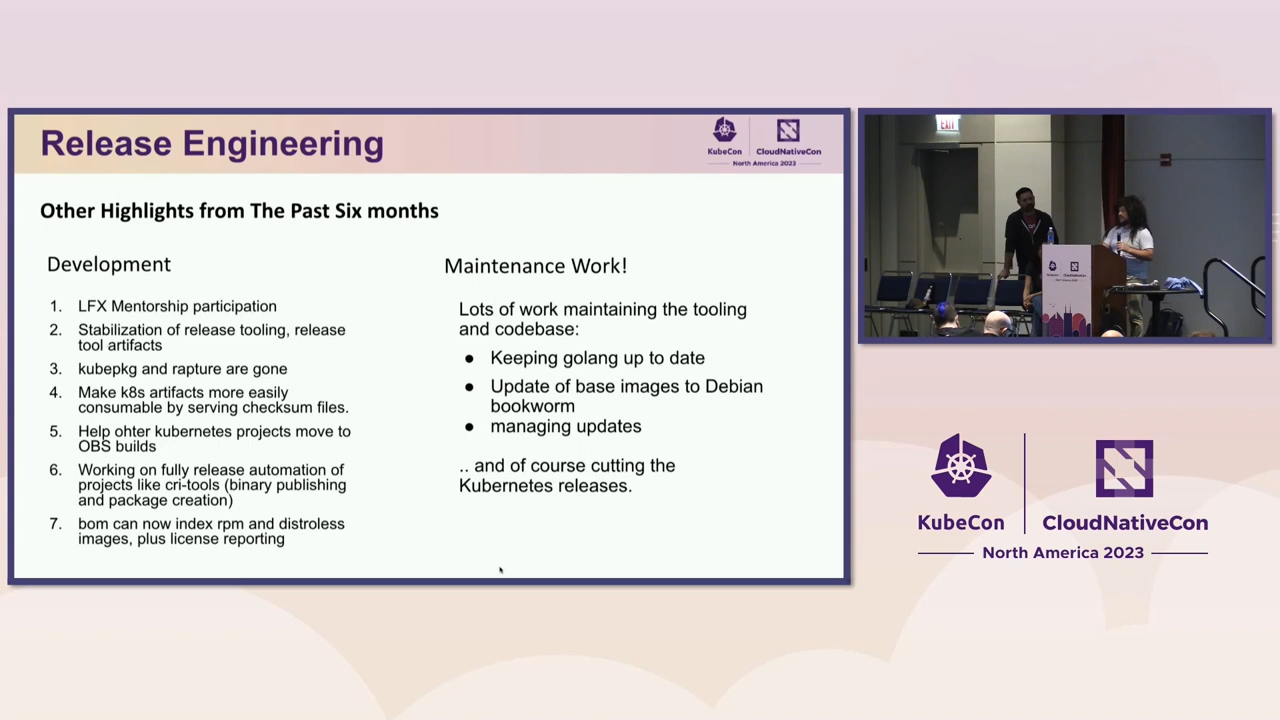 Release Engineering
KubeCon
CloudNativeCon
North America 2023
Other Highlights from The Past Six months
Development
1. LFX Mentorship participation
2. Stabilization of release tooling, release
tool artifacts
3. kubepkg and rapture are gone
4. Make k8s artifacts more easily
consumable by serving checksum files.
5. Help ohter kubernetes projects move to
OBS builds
6. Working on fully release automation of
projects like cri-tools (binary publishing
and package creation)
7. bom can now index rpm and distroless
images, plus license reporting
Maintenance Work!
Lots of work maintaining the tooling
and codebase:
● Keeping golang up to date
● Update of base images to Debian
bookworm
● managing updates
.. and of course cutting the
Kubernetes releases.
EXIT
KubeCon
CloudNativeCon
North America 2023